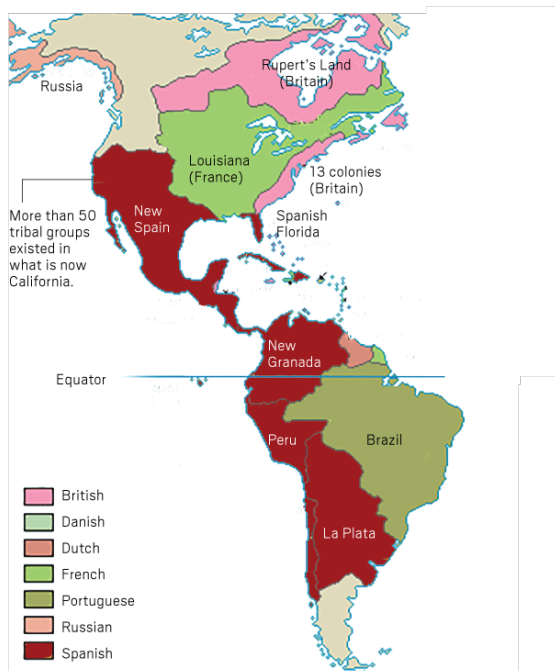 Rupert's Land
(Britain)
Russia
Louisiana
(France)
13 colonies
(Britain)
More than 50
tribal groups
existed in
what is now
California.
New
Spain
Spanish
Florida
New
Granada
Equator
Peru
Brazil
La Plata
British
Danish
Dutch
French
Portuguese
Russian
Spanish